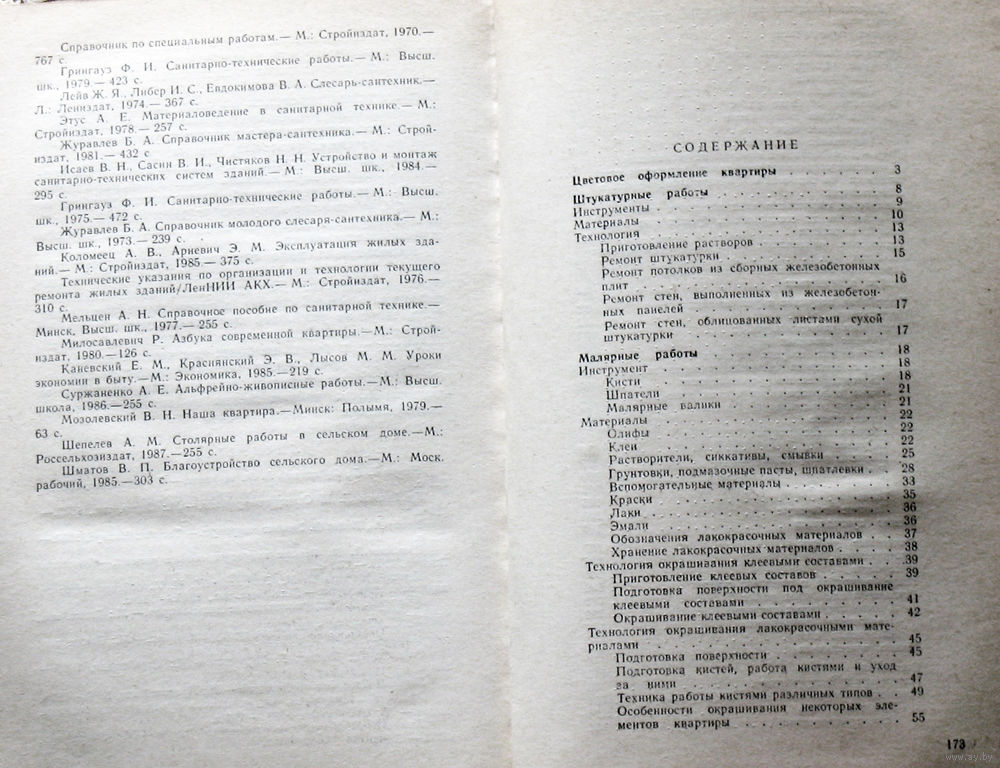 Справочник по специальным работам.— М.: Стройиздат, 1970.—
767 с.
Грингауз Ф. И. Санитарно-технические работы.— М.: Высш.
шк., 1979.— 423 с.
Лейв Ж. Я., Либер И. С., Евдокимова В. А. Слесарь-сантехник.—
Л.: Лениздат, 1974.— 367 с.
Этус А. Е. Материаловедение в санитарной технике.— М.:
Стройиздат, 1978.— 257 с.
Журавлев Б. А. Справочник мастера-сантехника.— М.: Строй-
издат, 1981.— 432 с
Исаев В. Н., Сасин В. И., Чистяков Н. Н. Устройство и монтаж
санитарно-технических систем зданий.— М.: Высш. шк., 1984.—
295 с.
Грингауз Ф. И. Санитарно-технические работы.— М.: Высш.
шк., 1975.— 472 с.
Журавлев Б. А. Справочник молодого слесаря-сантехника.— М.:
Высш. шк., 1973.— 239 с.
Коломеец А. В., Арневич Э. М. Эксплуатация жилых зда-
ний.— М.: Стройиздат, 1985.— 375 с.
Технические указания по организации и технологии текущего
ремонта жилых зданий/ЛенНИИ АКХ.— М.: Стройиздат, 1976.—
310 с.
Мельцен А. Н. Справочное пособие по санитарной технике.—
Минск, Высш. шк., 1977.— 255 с.
Милосавлевич Р. Азбука современной квартиры.—М.: Строй-
издат, 1980.—126 с.
Каневский Е. М., Краснянский Э. В., Лысов М. М. Уроки
экономии в быту.—М.: Экономика, 1985.—219 с.
Суржаненко А. Е. Альфрейно-живописные работы.—М.: Высш.
школа, 1986.—255 с.
Мозолевский В. Н. Наша квартира.—Минск: Полымя, 1979.—
63 с.
Шепелев А. М. Столярные работы в сельском доме.—М.:
Россельхозиздат, 1987.—255 с.
Шматов В. П. Благоустройство сельского дома.—М.: Моск.
рабочий, 1985.—303 с.
СОДЕРЖАНИЕ
Цветовое оформление квартиры . . . . . . 3
Штукатурные работы . . . . . . . . . 8
Инструменты . . . . . . . . . . . . 9
Материалы . . . . . . . . . . . . 10
Технология . . . . . . . . . . . . 13
Приготовление растворов . . . . . . . 13
Ремонт штукатурки . . . . . . . . . 15
Ремонт потолков из сборных железобетонных
плит . . . . . . . . . . . . . 16
Ремонт стен, выполненных из железобетон-
ных панелей . . . . . . . . . . 17
Ремонт стен, облицованных листами сухой
штукатурки . . . . . . . . . . 17
Малярные работы . . . . . . . . . . 18
Инструмент . . . . . . . . . . . . 18
Кисти . . . . . . . . . . . . 18
Шпатели . . . . . . . . . . . 21
Малярные валики . . . . . . . . 21
Материалы . . . . . . . . . . . . 22
Олифы . . . . . . . . . . . . 22
Клеи . . . . . . . . . . . . 22
Растворители, сиккативы, смывки . . . . 25
Грунтовки, подмазочные пасты, шпатлевки . . 28
Вспомогательные материалы . . . . . . 33
Краски . . . . . . . . . . . . 35
Лаки . . . . . . . . . . . . 36
Эмали . . . . . . . . . . . . 36
Обозначения лакокрасочных материалов . . 37
Хранение лакокрасочных материалов . . . . 38
Технология окрашивания клеевыми составами . . . 39
Приготовление клеевых составов . . . . . 39
Подготовка поверхности под окрашивание
клеевыми составами . . . . . . . . 41
Окрашивание клеевыми составами . . . . . 42
Технология окрашивания лакокрасочными мате-
риалами . . . . . . . . . . . . 45
Подготовка поверхности . . . . . . . 45
Подготовка кистей, работа кистями и уход
за ними . . . . . . . . . . . 47
Техника работы кистями различных типов . . 49
Особенности окрашивания некоторых эле-
ментов квартиры . . . . . . . . . 55
173
www.ay.by